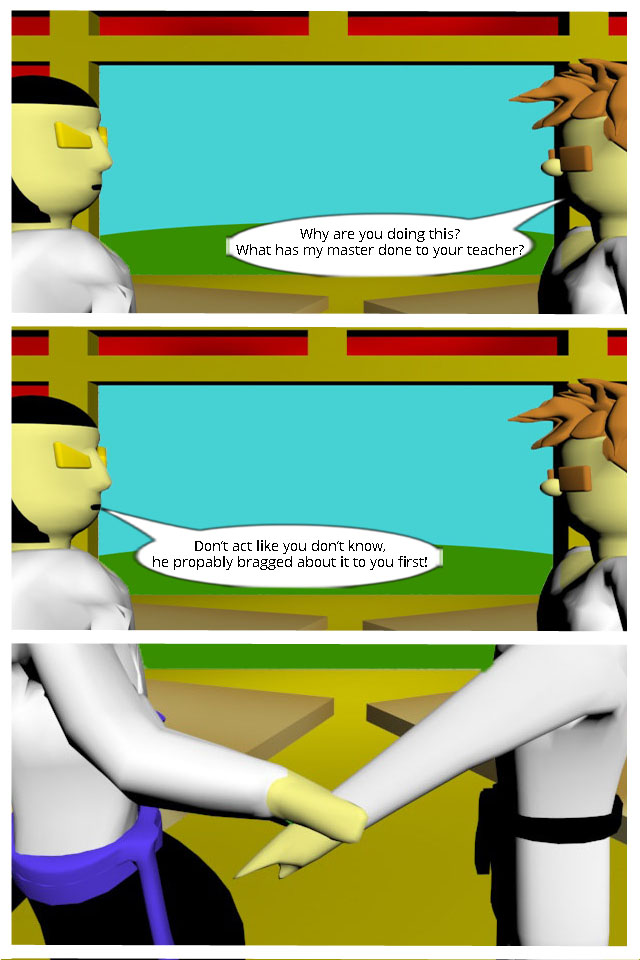 Why are you doing this?
What has my master done to your teacher?
Don't act like you don't know,
he propably bragged about it to you first!